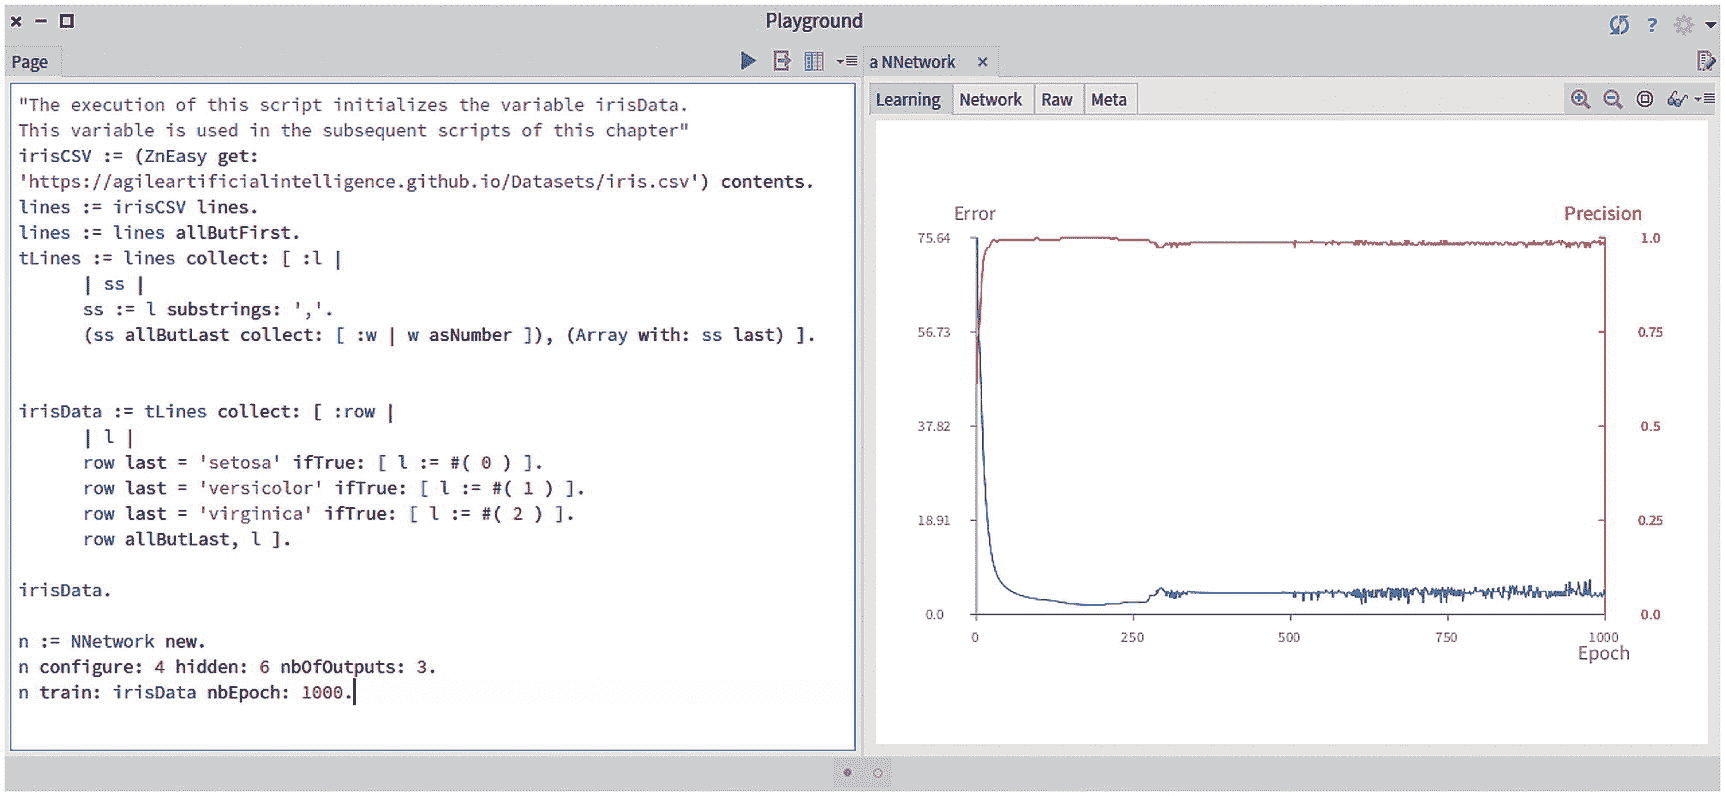 Playground
?
Page
a NNetwork ×
Learning Network Raw Meta
"The execution of this script initializes the variable irisData.
This variable is used in the subsequent scripts of this chapter"
irisCSV := (ZnEasy get:
'https://agileartificialintelligence.github.io/Datasets/iris.csv') contents.
lines := irisCSV lines.
lines := lines allButFirst.
tLines := lines collect: [ :l |
| ss |
ss := l substrings: ','.
(ss allButLast collect: [ :w | w asNumber ]), (Array with: ss last) ].
irisData := tLines collect: [ :row |
| l |
row last = 'setosa' ifTrue: [ l := #( 0 ) ].
row last = 'versicolor' ifTrue: [ l := #( 1 ) ].
row last = 'virginica' ifTrue: [ l := #( 2 ) ].
row allButLast, l ].
irisData.
n := NNetwork new.
n configure: 4 hidden: 6 nbOfOutputs: 3.
n train: irisData nbEpoch: 1000.
Error Precision
75.64 1.0
56.73 0.75
37.82 0.5
18.91 0.25
0.0 0.0
0 250 500 750 1000
Epoch